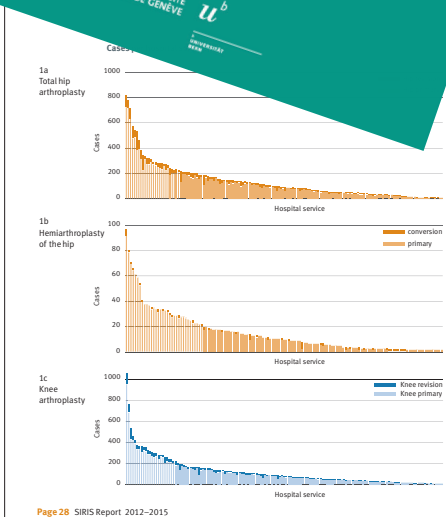 DE GENÈVE
u b
UNIVERSITÄT
BERN
Cases
1a
Total hip
arthroplasty
1000
800
600
400
200
0
Cases
Hospital service
1b
Hemiarthroplasty
of the hip
100
80
60
40
20
0
Cases
conversion
primary
Hospital service
1c
Knee
arthroplasty
1000
800
600
400
200
0
Cases
Knee revision
Knee primary
Hospital service
Page 28 SIRIS Report 2012–2015